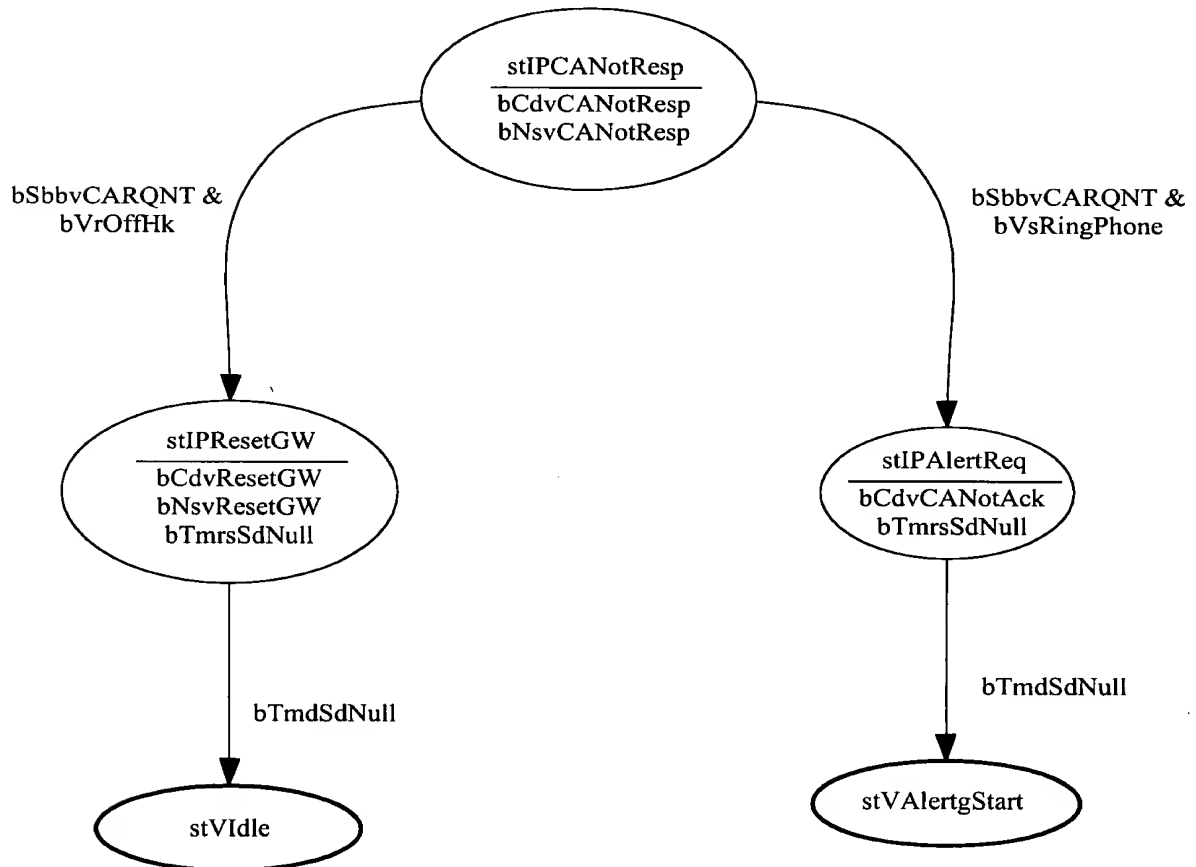 stIPCANotResp
bCdvCANotResp
bNsvCANotResp
bSbbvCARQNT &
bVrOffHk
bSbbvCARQNT &
bVsRingPhone
stIPResetGW
bCdvResetGW
bNsvResetGW
bTmrsSdNull
stIPAlertReq
bCdvCANotAck
bTmrsSdNull
bTmdSdNull
bTmdSdNull
stVIdle
stVAlertgStart